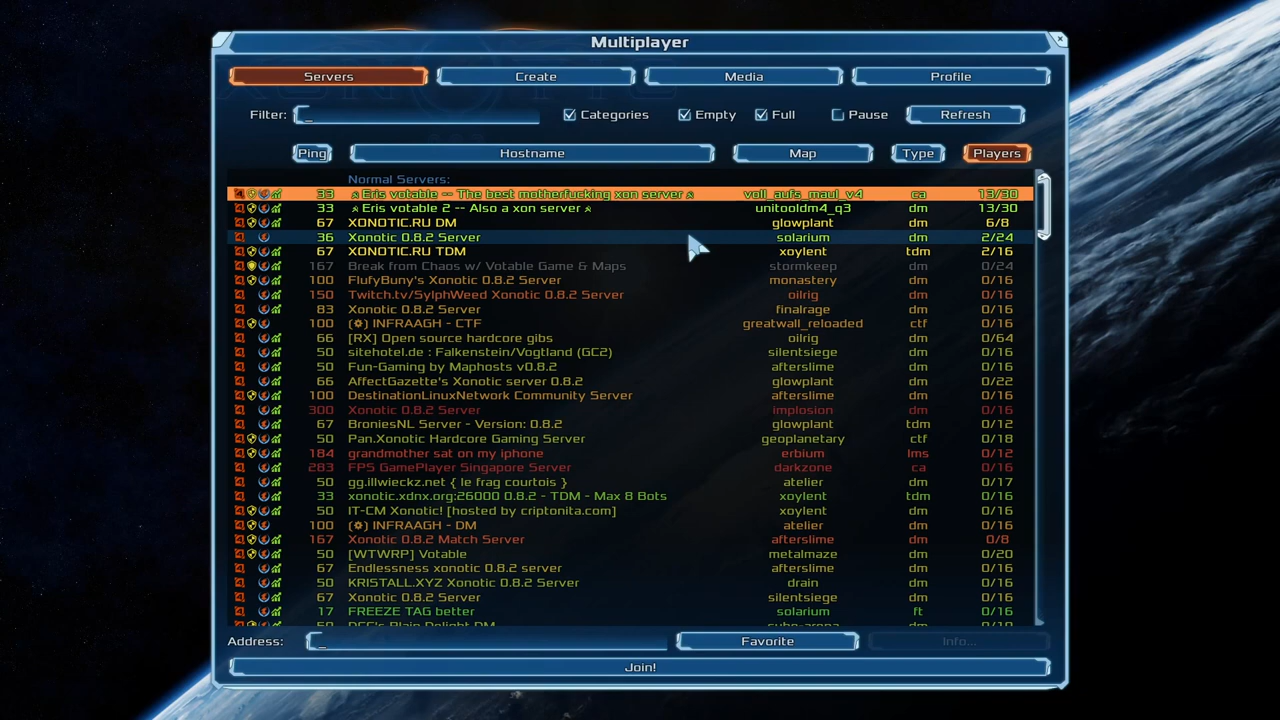 Multiplayer
Servers Create Media Profile
Filter: _ Categories Empty Full Pause Refresh
Ping Hostname Map Type Players
Normal Servers:
33 Eris votable -- The best motherfucking xon server voll_aufs_maul_v4 ca 13/30
33 Eris votable 2 -- Also a xon server unitooldm4_q3 dm 13/30
67 XONOTIC.RU DM glowplant dm 6/8
36 Xonotic 0.8.2 Server solarium dm 2/24
67 XONOTIC.RU TDM xoylent tdm 2/16
167 Break from Chaos w/ Votable Game & Maps stormkeep dm 0/24
100 FlufyBuny's Xonotic 0.8.2 Server monastery dm 0/16
150 Twitch.tv/SylphWeed Xonotic 0.8.2 Server oilrig dm 0/16
83 Xonotic 0.8.2 Server finalrage dm 0/16
100 (⚙) INFRAAGH - CTF greatwall_reloaded ctf 0/16
66 [RX] Open source hardcore gibs oilrig dm 0/64
50 sitehotel.de : Falkenstein/Vogtland (GC2) silentsiege dm 0/16
50 Fun-Gaming by Maphosts v0.8.2 afterslime dm 0/16
66 AffectGazette's Xonotic server 0.8.2 glowplant dm 0/22
100 DestinationLinuxNetwork Community Server afterslime dm 0/16
300 Xonotic 0.8.2 Server implosion dm 0/16
67 BroniesNL Server - Version: 0.8.2 glowplant tdm 0/12
50 Pan.Xonotic Hardcore Gaming Server geoplanetary ctf 0/18
184 grandmother sat on my iphone erbium lms 0/12
283 FPS GamePlayer Singapore Server darkzone ca 0/16
50 gg.illwieckz.net { le frag courtois } atelier dm 0/17
33 xonotic.xdnx.org:26000 0.8.2 - TDM - Max 8 Bots xoylent tdm 0/16
50 IT-CM Xonotic! [hosted by criptonita.com] xoylent dm 0/16
100 (⚙) INFRAAGH - DM atelier dm 0/16
167 Xonotic 0.8.2 Match Server afterslime dm 0/8
50 [WTWRP] Votable metalmaze dm 0/20
67 Endlessness xonotic server afterslime dm 0/16
50 KRISTALL.XYZ Xonotic 0.8.2 Server drain dm 0/16
67 Xonotic 0.8.2 Server silentsiege dm 0/16
17 FREEZE TAG better solarium ft 0/16
Address: _ Favorite Info...
Join!